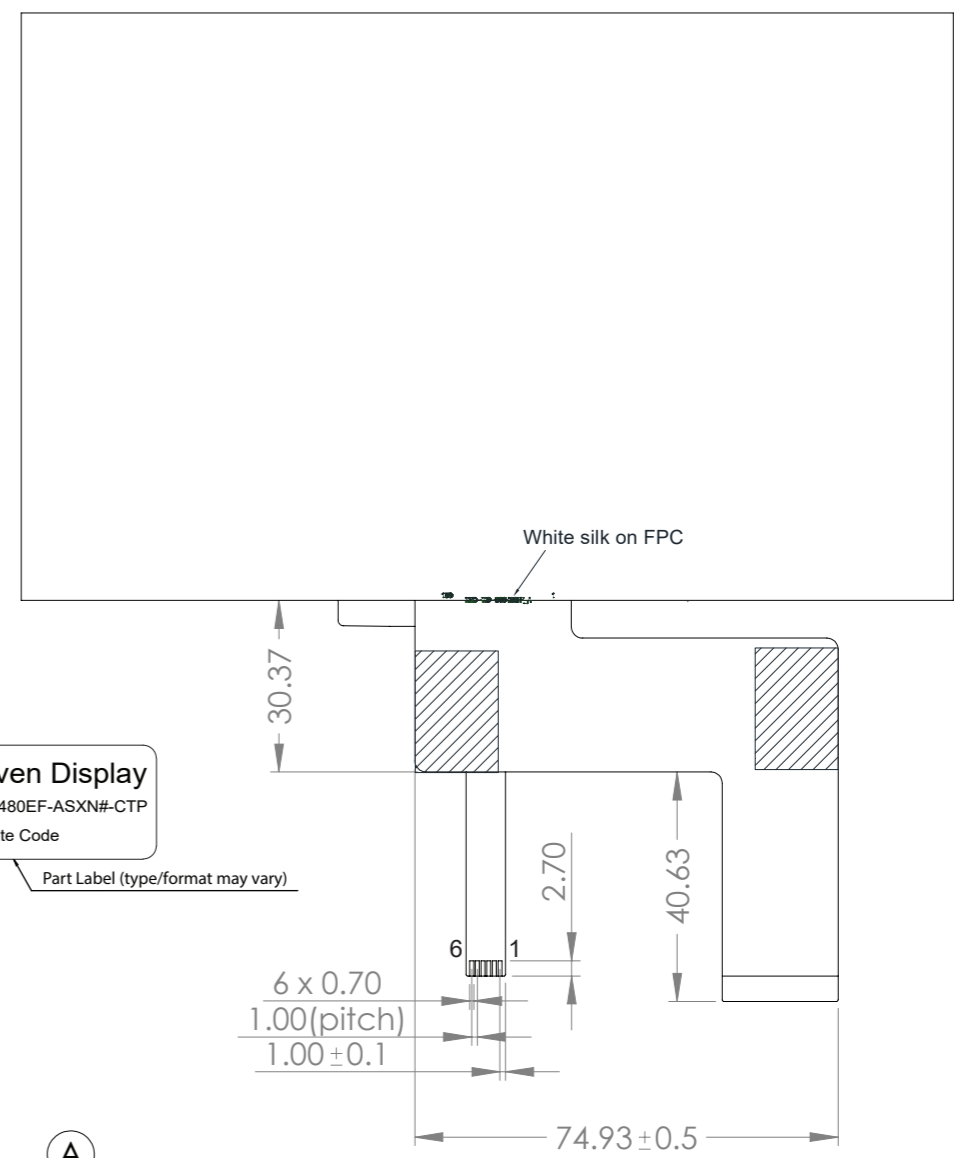 White silk on FPC
30.37
ven Display
480EF-ASXN#-CTP
te Code
Part Label (type/format may vary)
2.70
40.63
6 1
6 x 0.70
1.00(pitch)
1.00±0.1
74.93±0.5
A